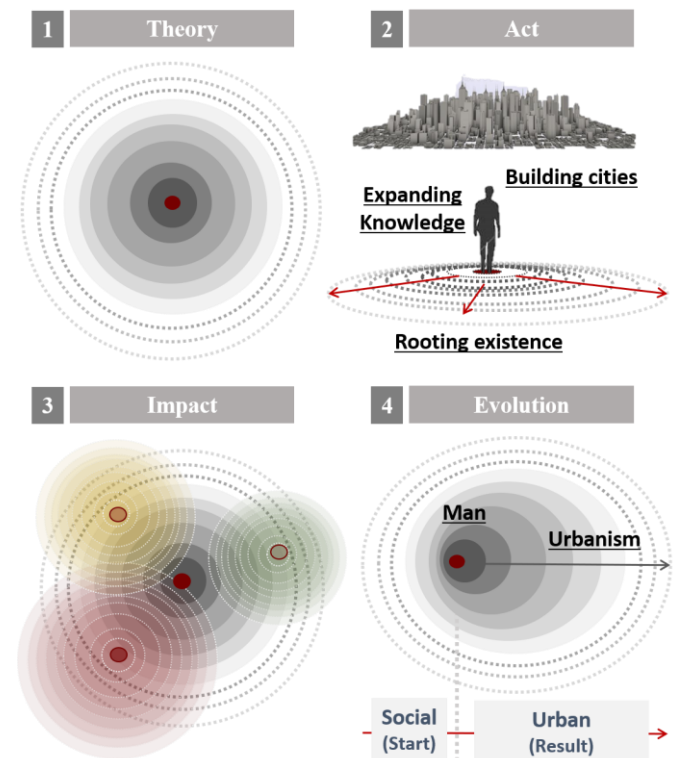 1
Theory
2
Act
Building cities
Expanding
Knowledge
Rooting existence
3
Impact
4
Evolution
Man
Urbanism
Social
(Start)
Urban
(Result)